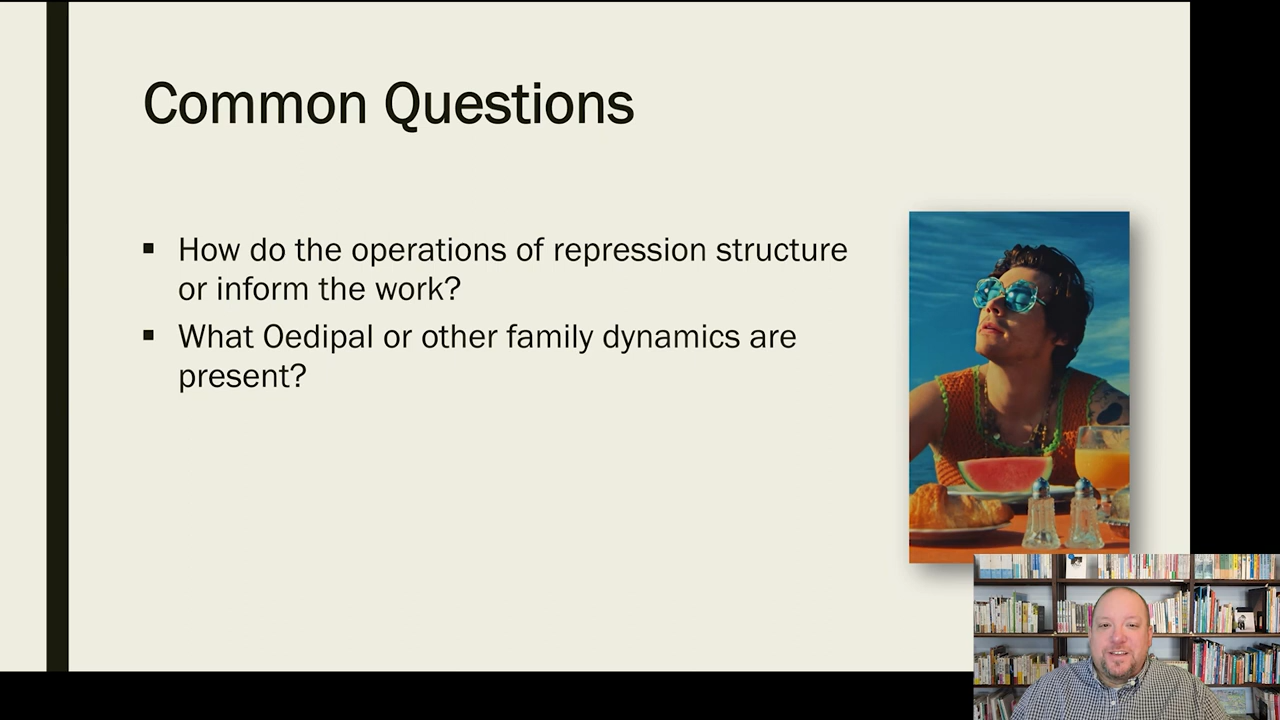 Common Questions
How do the operations of repression structure
or inform the work?
What Oedipal or other family dynamics are
present?